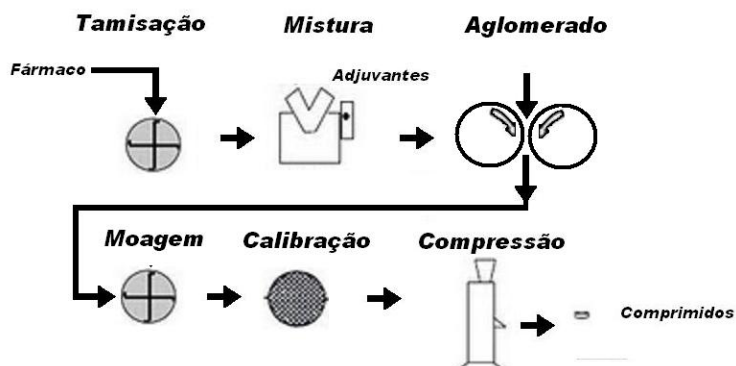 Tamisação
Mistura
Aglomerado
Fármaco
Adjuvantes
Moagem
Calibração
Compressão
Comprimidos